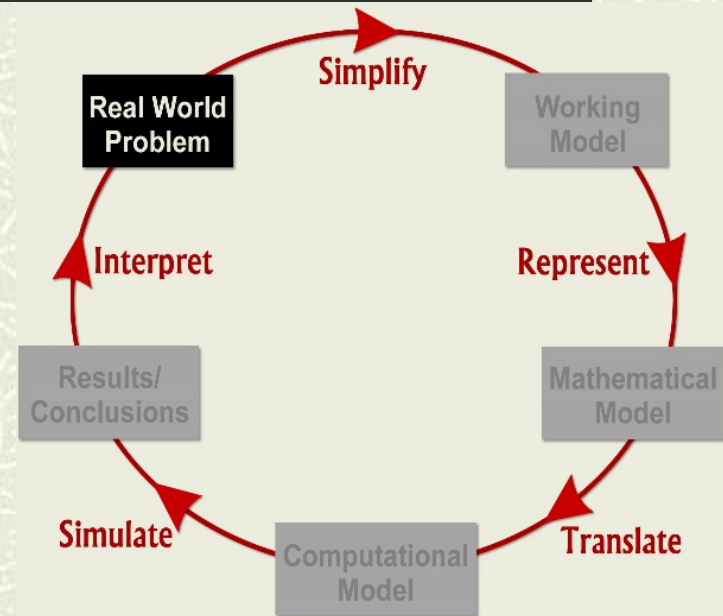 Simplify
Real World
Problem
Working
Model
Interpret
Represent
Results/
Conclusions
Mathematical
Model
Simulate
Translate
Computational
Model